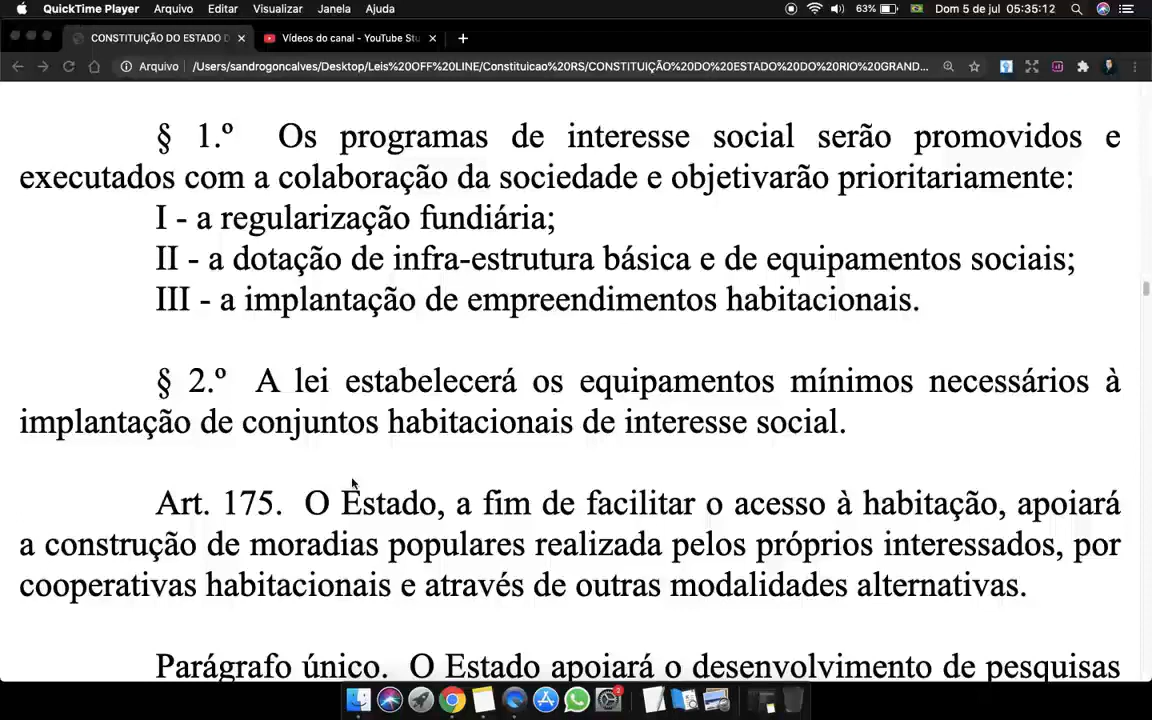 QuickTime Player Arquivo Editar Visualizar Janela Ajuda 63% Dom 5 de jul 05:35:12
CONSTITUIÇÃO DO ESTADO D Vídeos do canal - YouTube Stu
Arquivo /Users/sandrogoncalves/Desktop/Leis%20OFF%20LINE/Constituicao%20RS/CONSTITUIÇÃO%20DO%20ESTADO%20DO%20RIO%20GRAND...
§ 1.º Os programas de interesse social serão promovidos e
executados com a colaboração da sociedade e objetivarão prioritariamente:
I - a regularização fundiária;
II - a dotação de infra-estrutura básica e de equipamentos sociais;
III - a implantação de empreendimentos habitacionais.
§ 2.º A lei estabelecerá os equipamentos mínimos necessários à
implantação de conjuntos habitacionais de interesse social.
Art. 175. O Estado, a fim de facilitar o acesso à habitação, apoiará
a construção de moradias populares realizada pelos próprios interessados, por
cooperativas habitacionais e através de outras modalidades alternativas.
Parágrafo único. O Estado apoiará o desenvolvimento de pesquisas